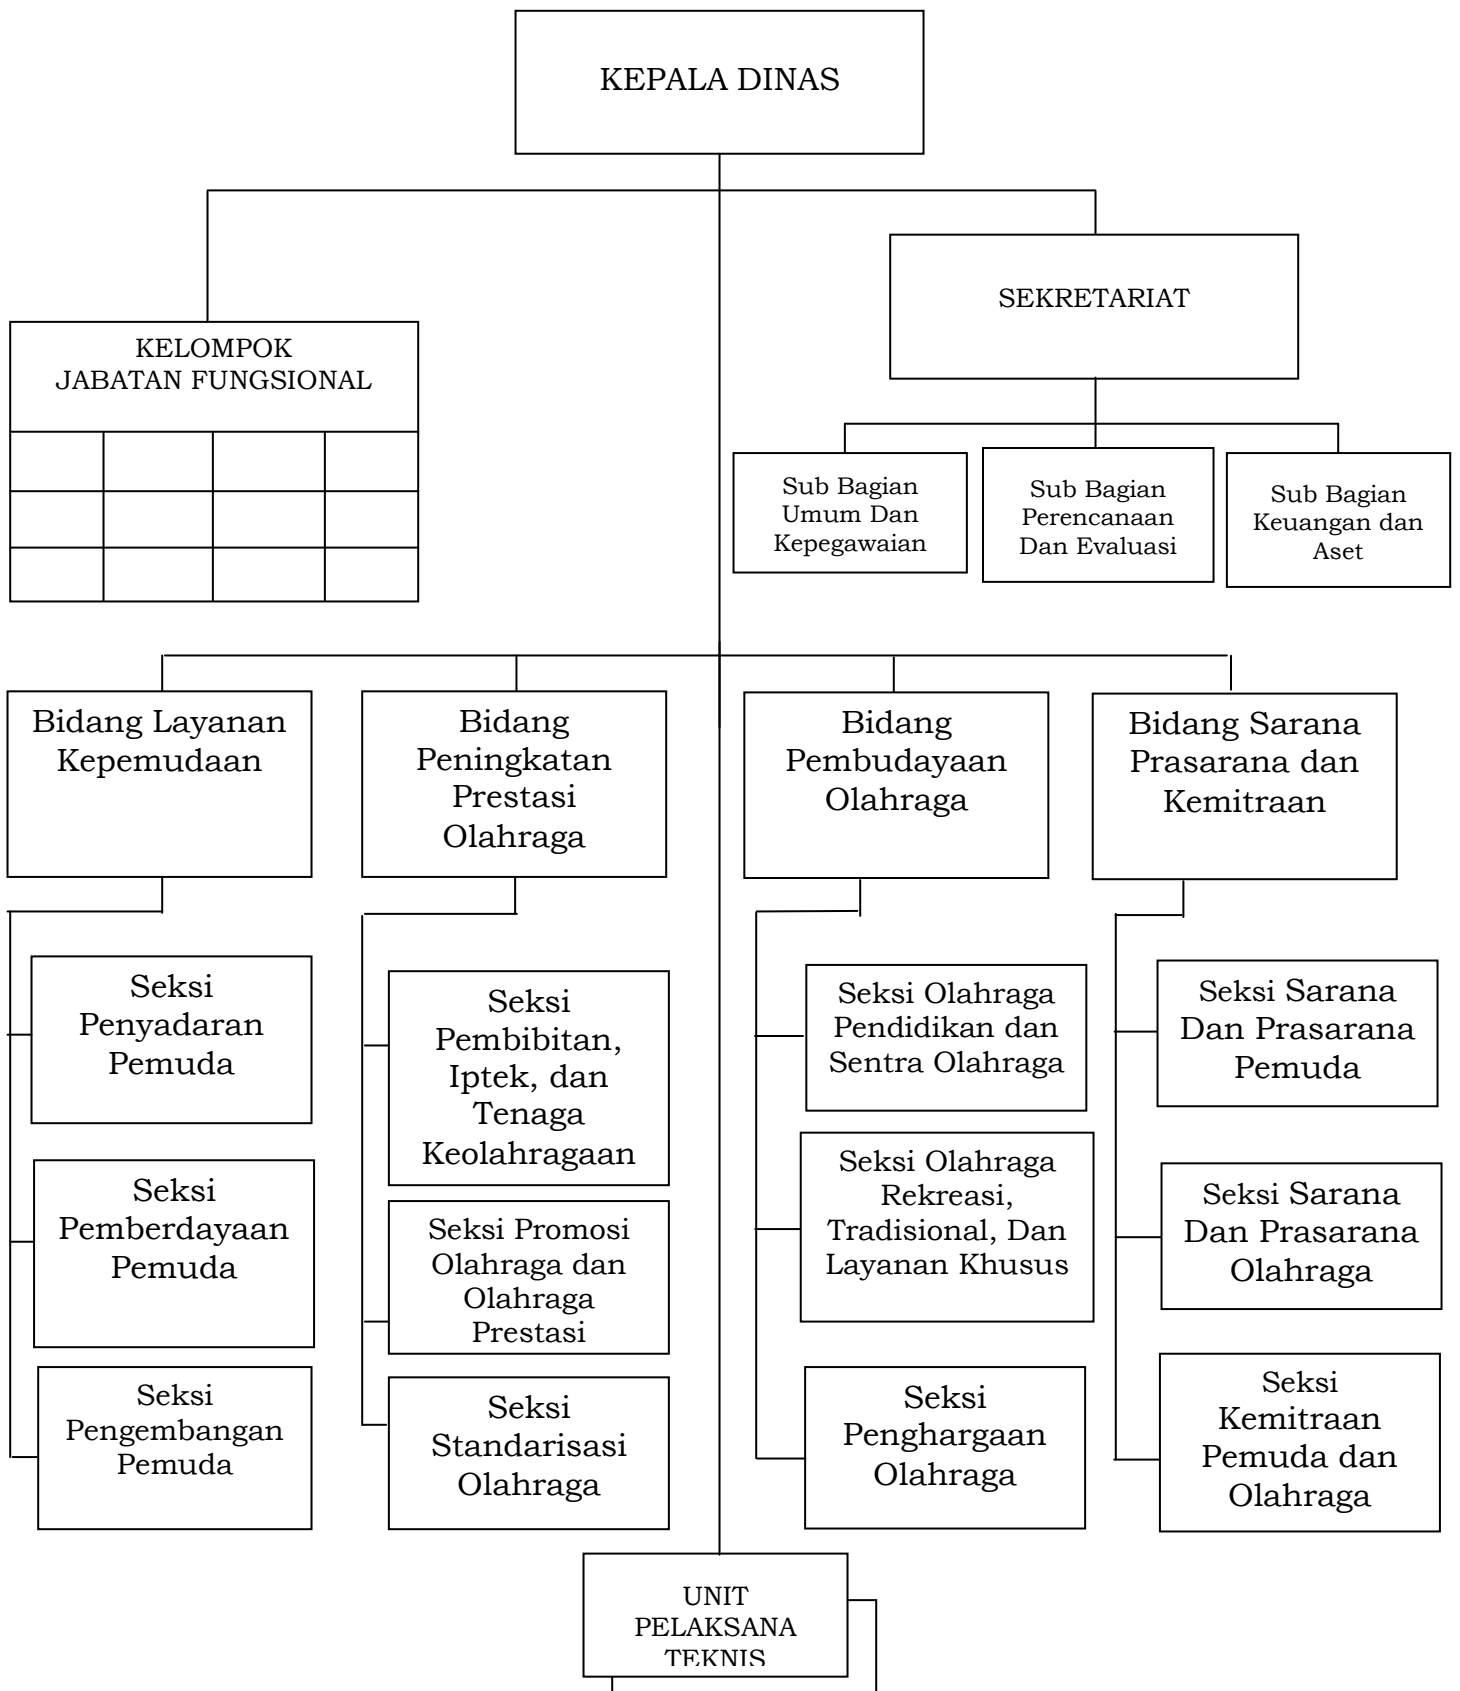 KEPALA DINAS
SEKRETARIAT
KELOMPOK
JABATAN FUNGSIONAL
Sub Bagian
Umum Dan
Kepegawaian
Sub Bagian
Perencanaan
Dan Evaluasi
Sub Bagian
Keuangan dan
Aset
Bidang Layanan
Kepemudaan
Bidang
Peningkatan
Prestasi
Olahraga
Bidang
Pembudayaan
Olahraga
Bidang Sarana
Prasarana dan
Kemitraan
Seksi
Penyadaran
Pemuda
Seksi
Pemberdayaan
Pemuda
Seksi
Pengembangan
Pemuda
Seksi
Pembibitan,
Iptek, dan
Tenaga
Keolahragaan
Seksi Promosi
Olahraga dan
Olahraga
Prestasi
Seksi
Standarisasi
Olahraga
Seksi Olahraga
Pendidikan dan
Sentra Olahraga
Seksi Olahraga
Rekreasi,
Tradisional, Dan
Layanan Khusus
Seksi
Penghargaan
Olahraga
Seksi Sarana
Dan Prasarana
Pemuda
Seksi Sarana
Dan Prasarana
Olahraga
Seksi
Kemitraan
Pemuda dan
Olahraga
UNIT
PELAKSANA
TEKNIS